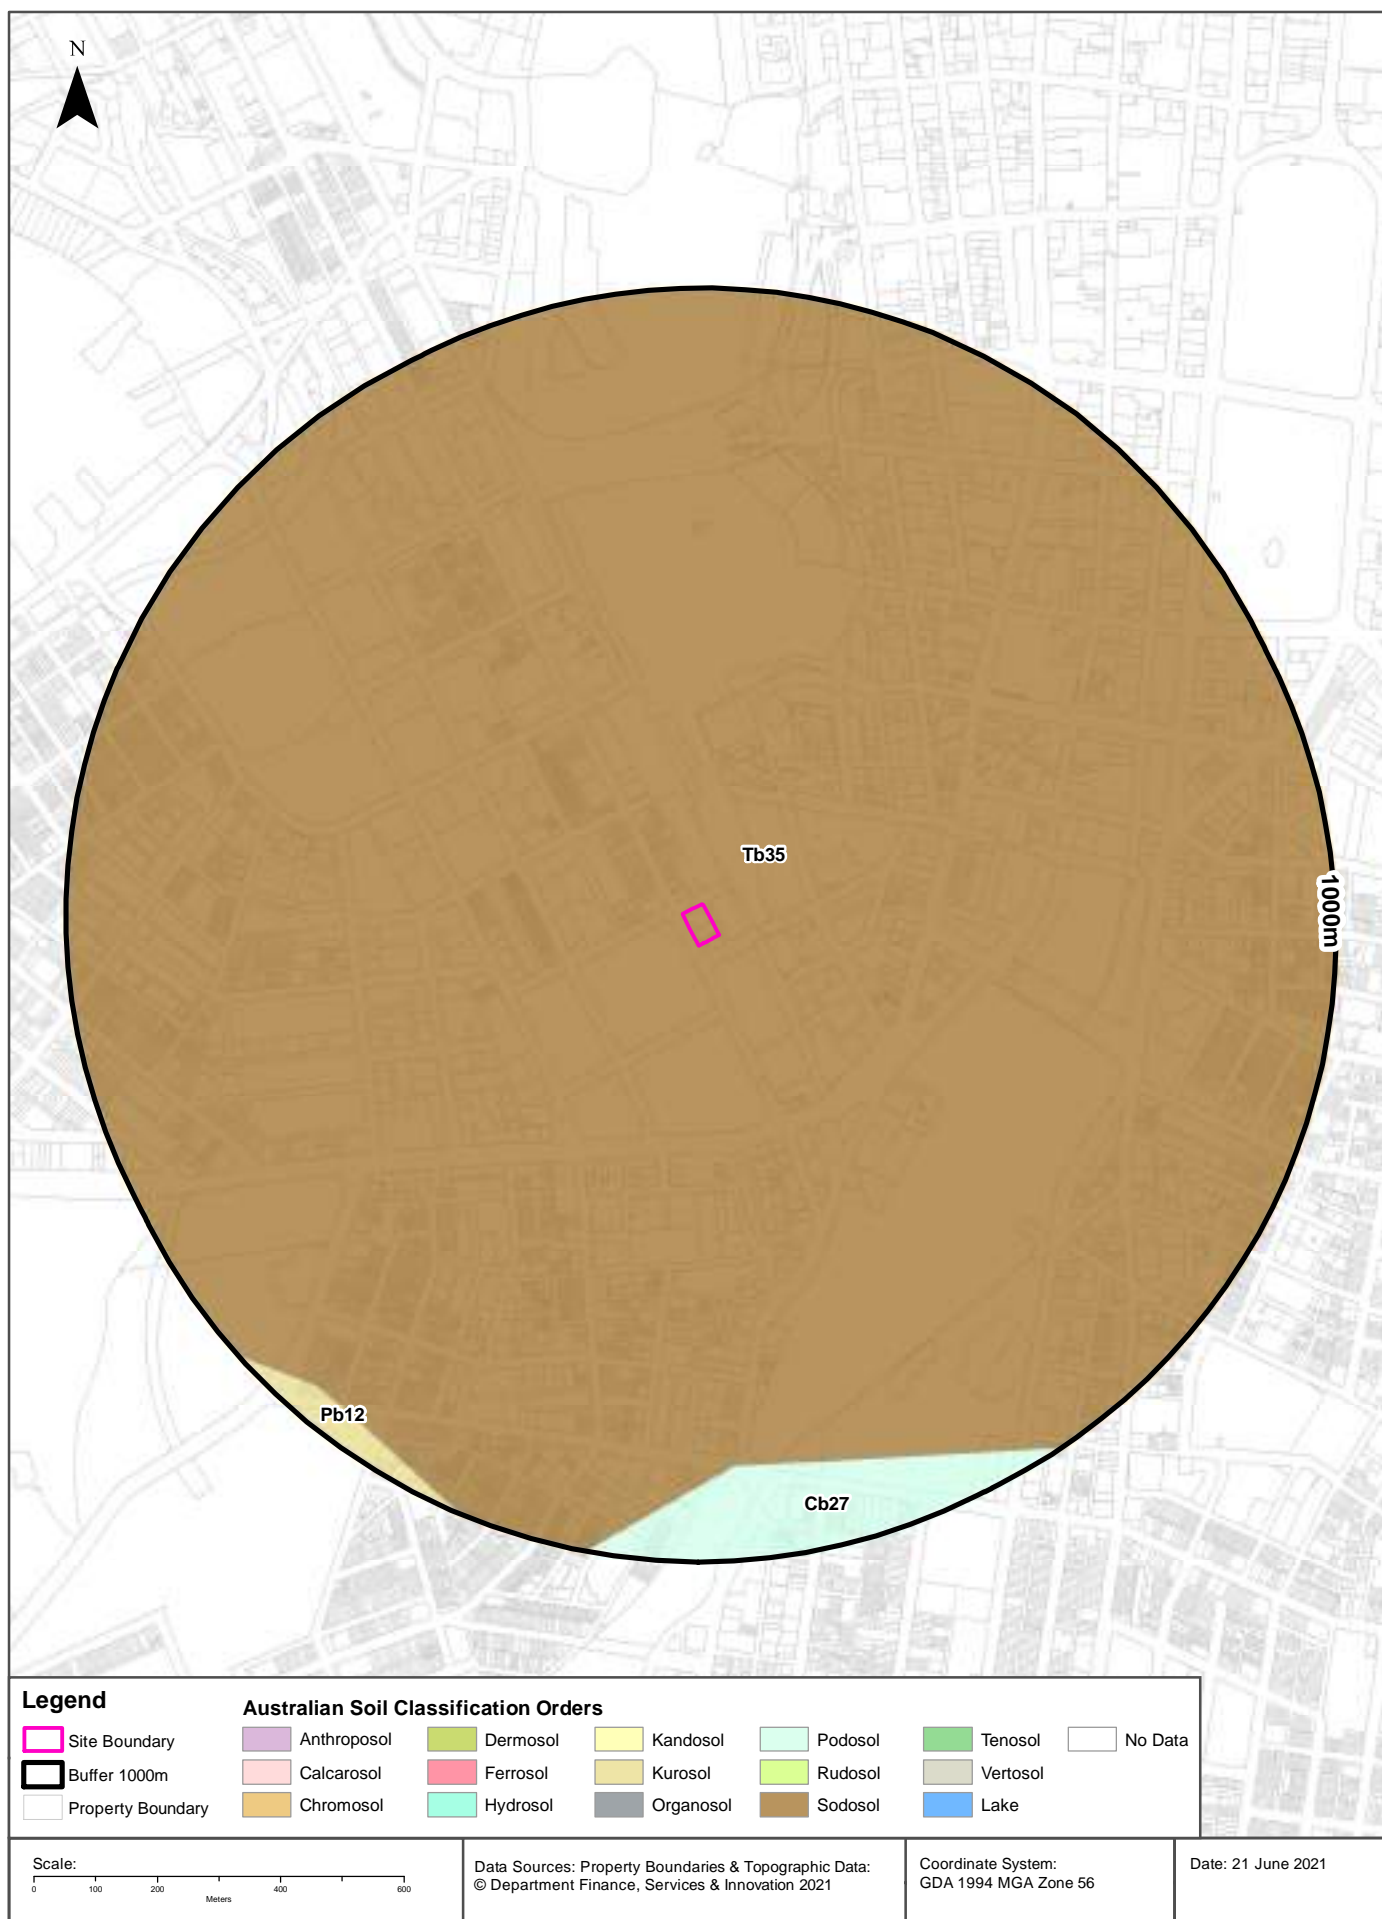 N
Tb35
1000m
Pb12
Cb27
Legend
Site Boundary
Buffer 1000m
Property Boundary
Australian Soil Classification Orders
Anthroposol
Dermosol
Kandosol
Podosol
Tenosol
No Data
Calcarosol
Ferrosol
Kurosol
Rudosol
Vertosol
Chromosol
Hydrosol
Organosol
Sodosol
Lake
Scale:
0 100 200 400 600
Meters
Data Sources: Property Boundaries & Topographic Data:
© Department Finance, Services & Innovation 2021
Coordinate System:
GDA 1994 MGA Zone 56
Date: 21 June 2021